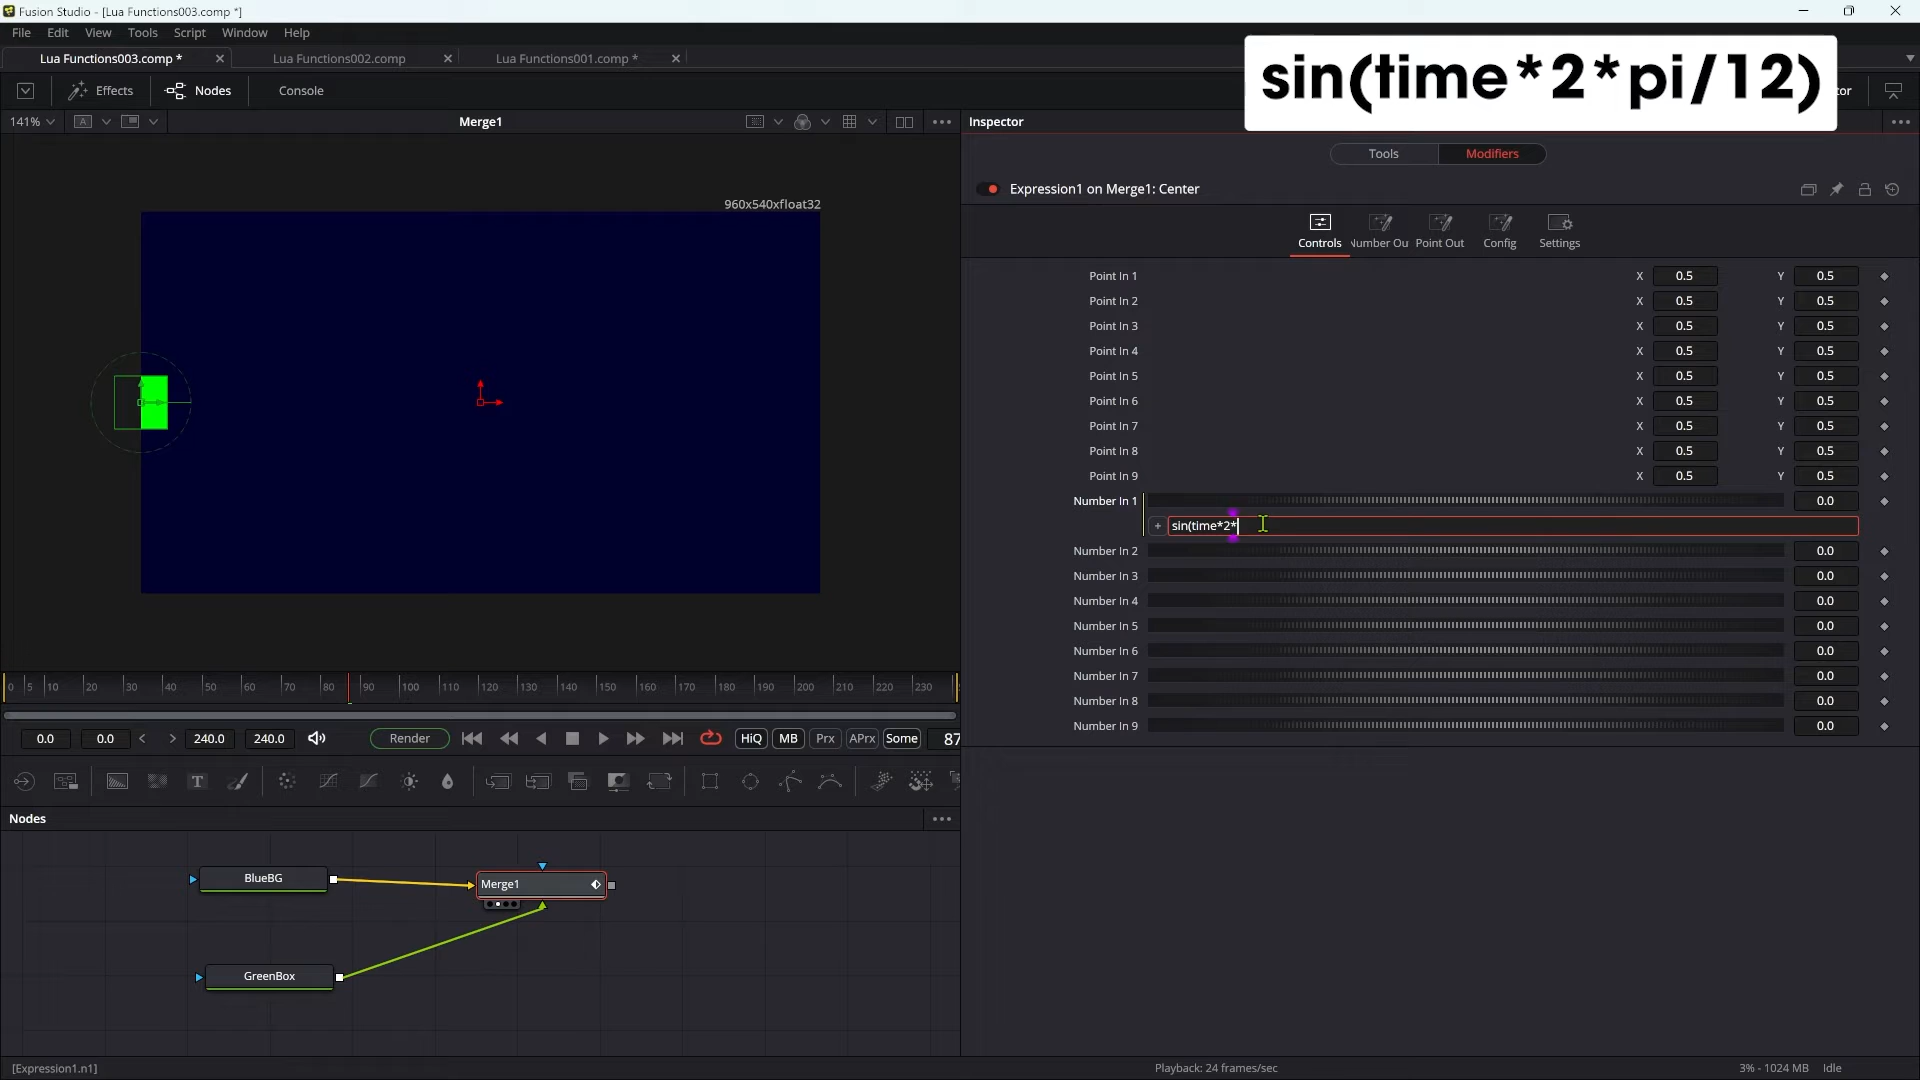 Fusion Studio - [Lua Functions003.comp *]
File Edit View Tools Script Window Help
Lua Functions003.comp * Lua Functions002.comp Lua Functions001.comp *
sin(time*2*pi/12)
Effects Nodes Console tor
141% A Merge1 Inspector
Tools Modifiers
Expression1 on Merge1: Center
960x540xfloat32
Controls Number Ou Point Out Config Settings
Point In 1 X 0.5 Y 0.5
Point In 2 X 0.5 Y 0.5
Point In 3 X 0.5 Y 0.5
Point In 4 X 0.5 Y 0.5
Point In 5 X 0.5 Y 0.5
Point In 6 X 0.5 Y 0.5
Point In 7 X 0.5 Y 0.5
Point In 8 X 0.5 Y 0.5
Point In 9 X 0.5 Y 0.5
Number In 1 0.0
+ sin(time*2*
Number In 2 0.0
Number In 3 0.0
Number In 4 0.0
Number In 5 0.0
Number In 6 0.0
Number In 7 0.0
Number In 8 0.0
Number In 9 0.0
0 5 10 20 30 40 50 60 70 80 90 100 110 120 130 140 150 160 170 180 190 200 210 220 230
0.0 0.0 < > 240.0 240.0 Render HiQ MB Prx APrx Some 87
T
Nodes
BlueBG
Merge1
GreenBox
[Expression1.n1] Playback: 24 frames/sec 3% - 1024 MB Idle